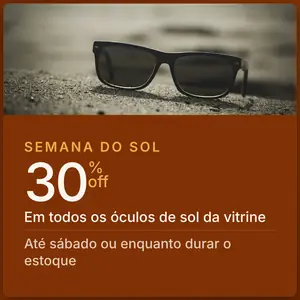 SEMANA DO SOL
30% off
Em todos os óculos de sol da vitrine
Até sábado ou enquanto durar o
estoque